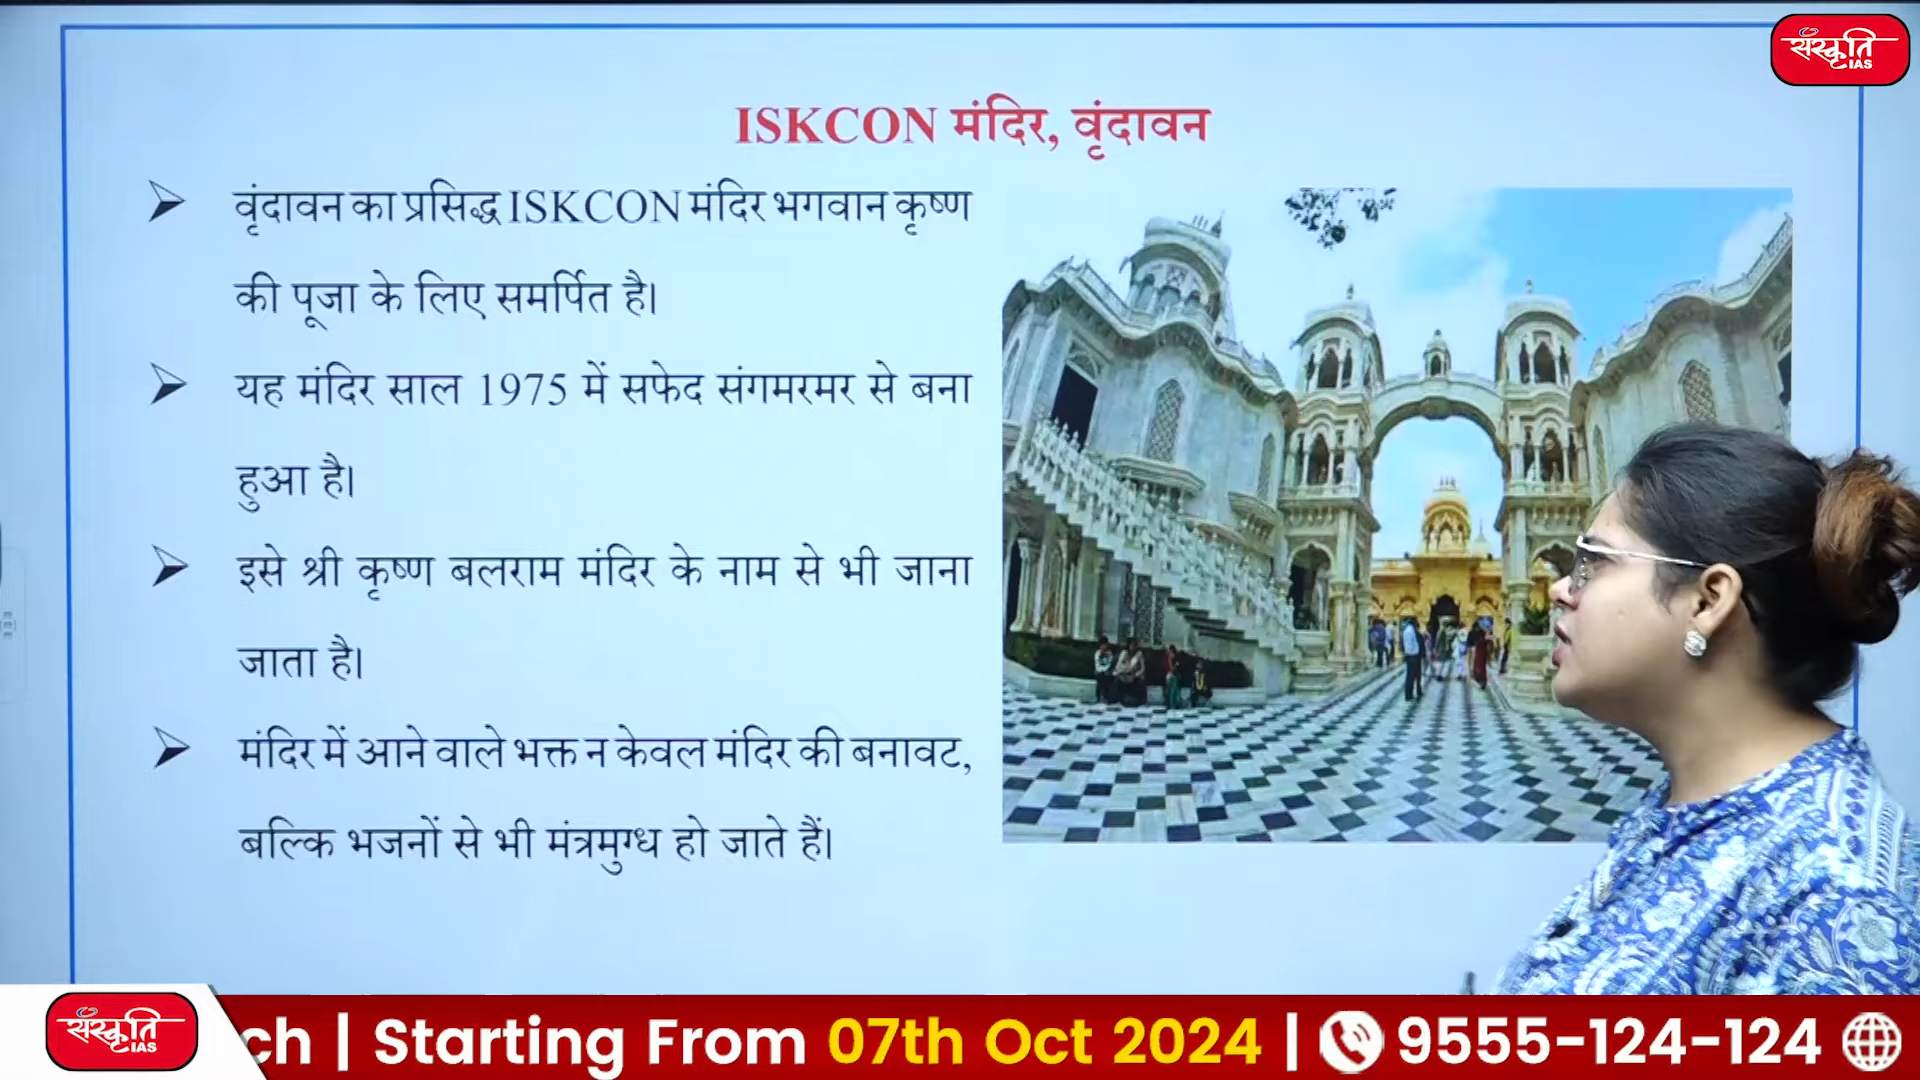 संस्कृति
IAS
ISKCON मंदिर, वृंदावन
वृंदावन का प्रसिद्ध ISKCON मंदिर भगवान कृष्ण
की पूजा के लिए समर्पित है।
यह मंदिर साल 1975 में सफेद संगमरमर से बना
हुआ है।
इसे श्री कृष्ण बलराम मंदिर के नाम से भी जाना
जाता है।
मंदिर में आने वाले भक्त न केवल मंदिर की बनावट,
बल्कि भजनों से भी मंत्रमुग्ध हो जाते हैं।
संस्कृति
IAS
ch | Starting From 07th Oct 2024 | 9555-124-124